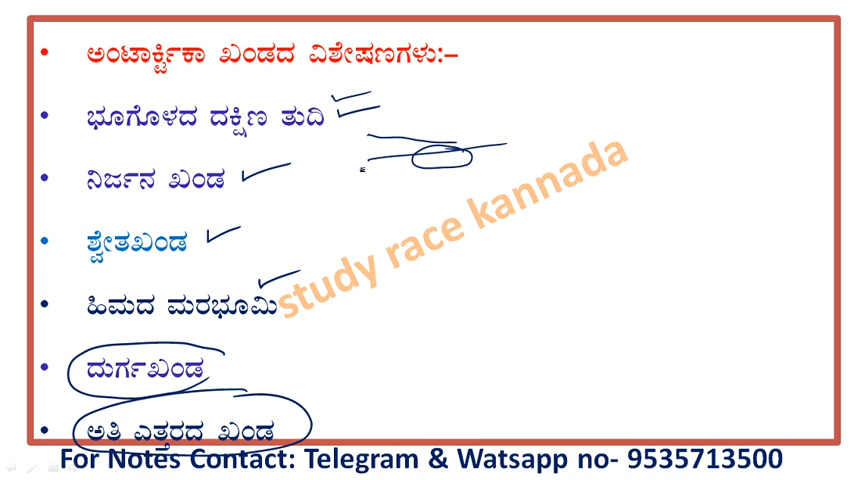 ಅಂಟಾರ್ಕ್ಟಿಕಾ ಖಂಡದ ವಿಶೇಷಣಗಳು:–
ಭೂಗೊಳದ ದಕ್ಷಿಣ ತುದಿ
ನಿರ್ಜನ ಖಂಡ
ಶ್ವೇತಖಂಡ
ಹಿಮದ ಮರಭೂಮಿ
ದುರ್ಗಖಂಡ
ಅತಿ ಎತ್ತರದ ಖಂಡ
study race kannada
For Notes Contact: Telegram & Watsapp no- 9535713500